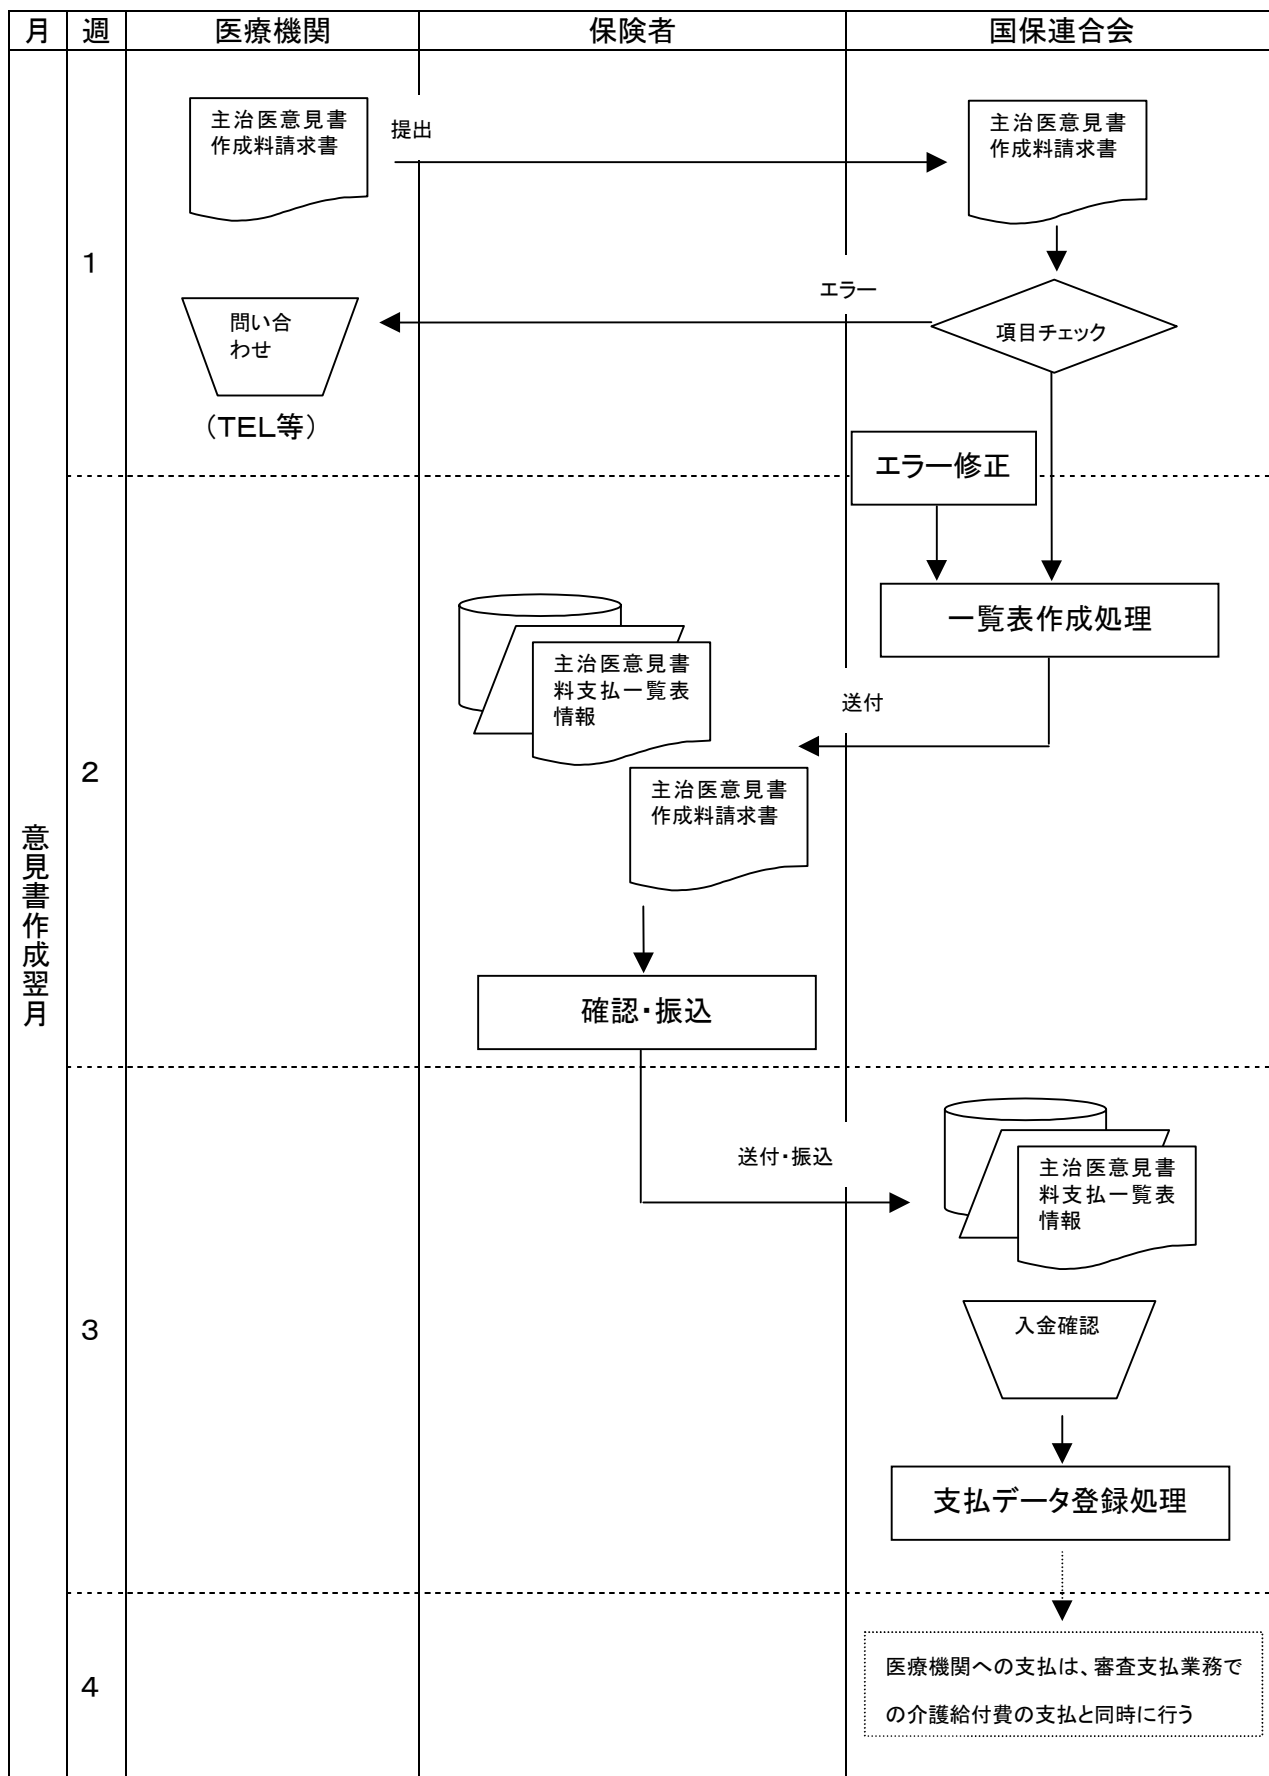 月 週 医療機関 保険者 国保連合会
主治医意見書
作成料請求書
提出
主治医意見書
作成料請求書
1
エラー
問い合
わせ
項目チェック
(TEL等)
エラー修正
一覧表作成処理
主治医意見書
料支払一覧表
情報
送付
2
主治医意見書
作成料請求書
意見書作成翌月
確認・振込
送付・振込
主治医意見書
料支払一覧表
情報
3
入金確認
支払データ登録処理
4
医療機関への支払は、審査支払業務で
の介護給付費の支払と同時に行う